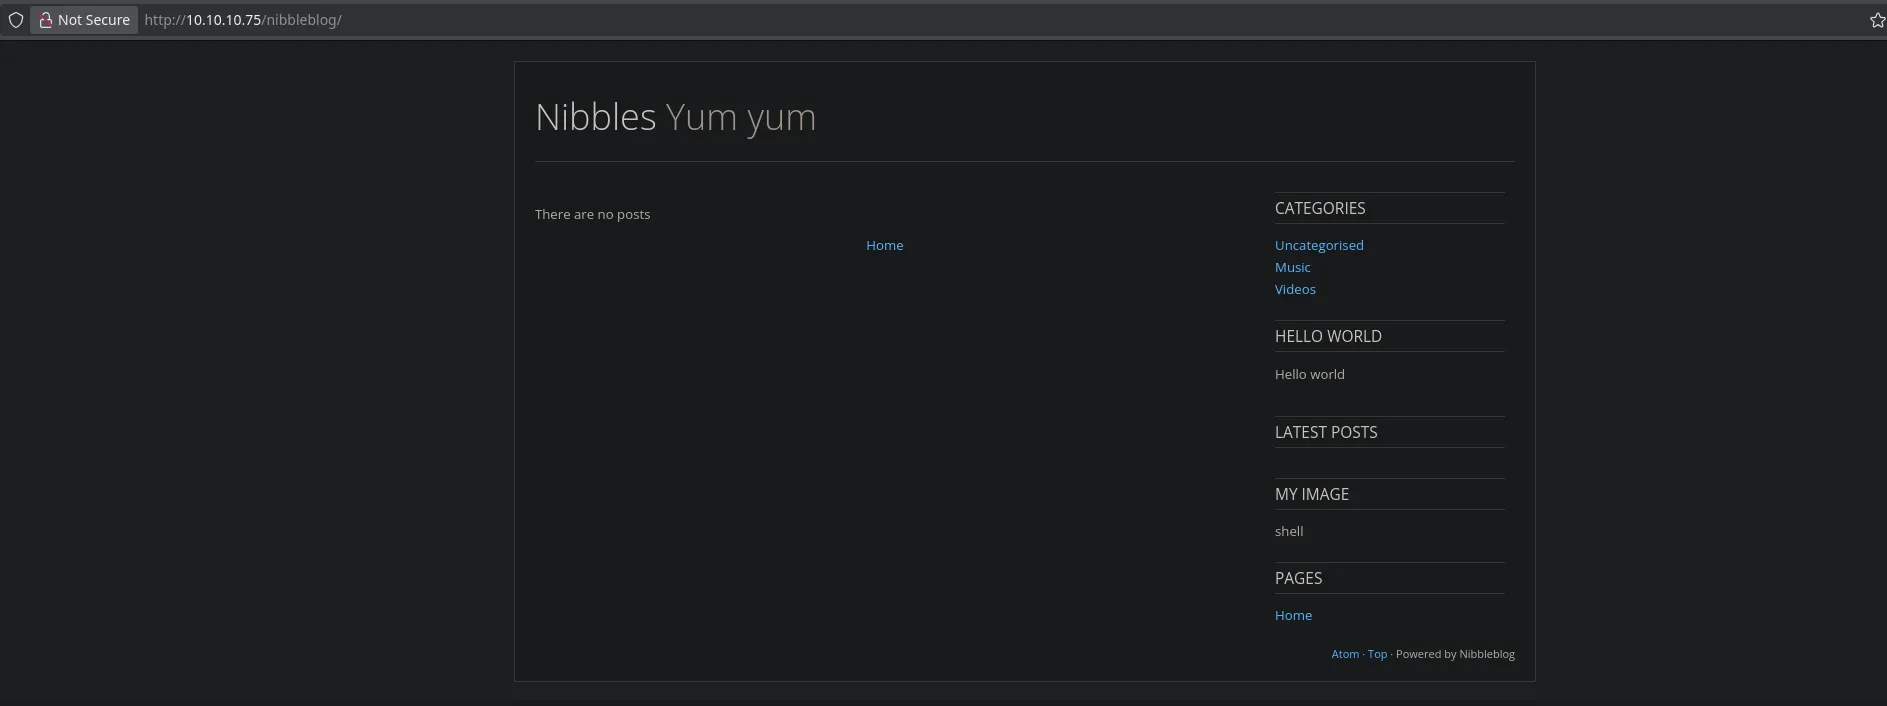 Not Secure http://10.10.10.75/nibbleblog/
Nibbles Yum yum
There are no posts
Home
CATEGORIES
Uncategorised
Music
Videos
HELLO WORLD
Hello world
LATEST POSTS
MY IMAGE
shell
PAGES
Home
Atom · Top · Powered by Nibbleblog